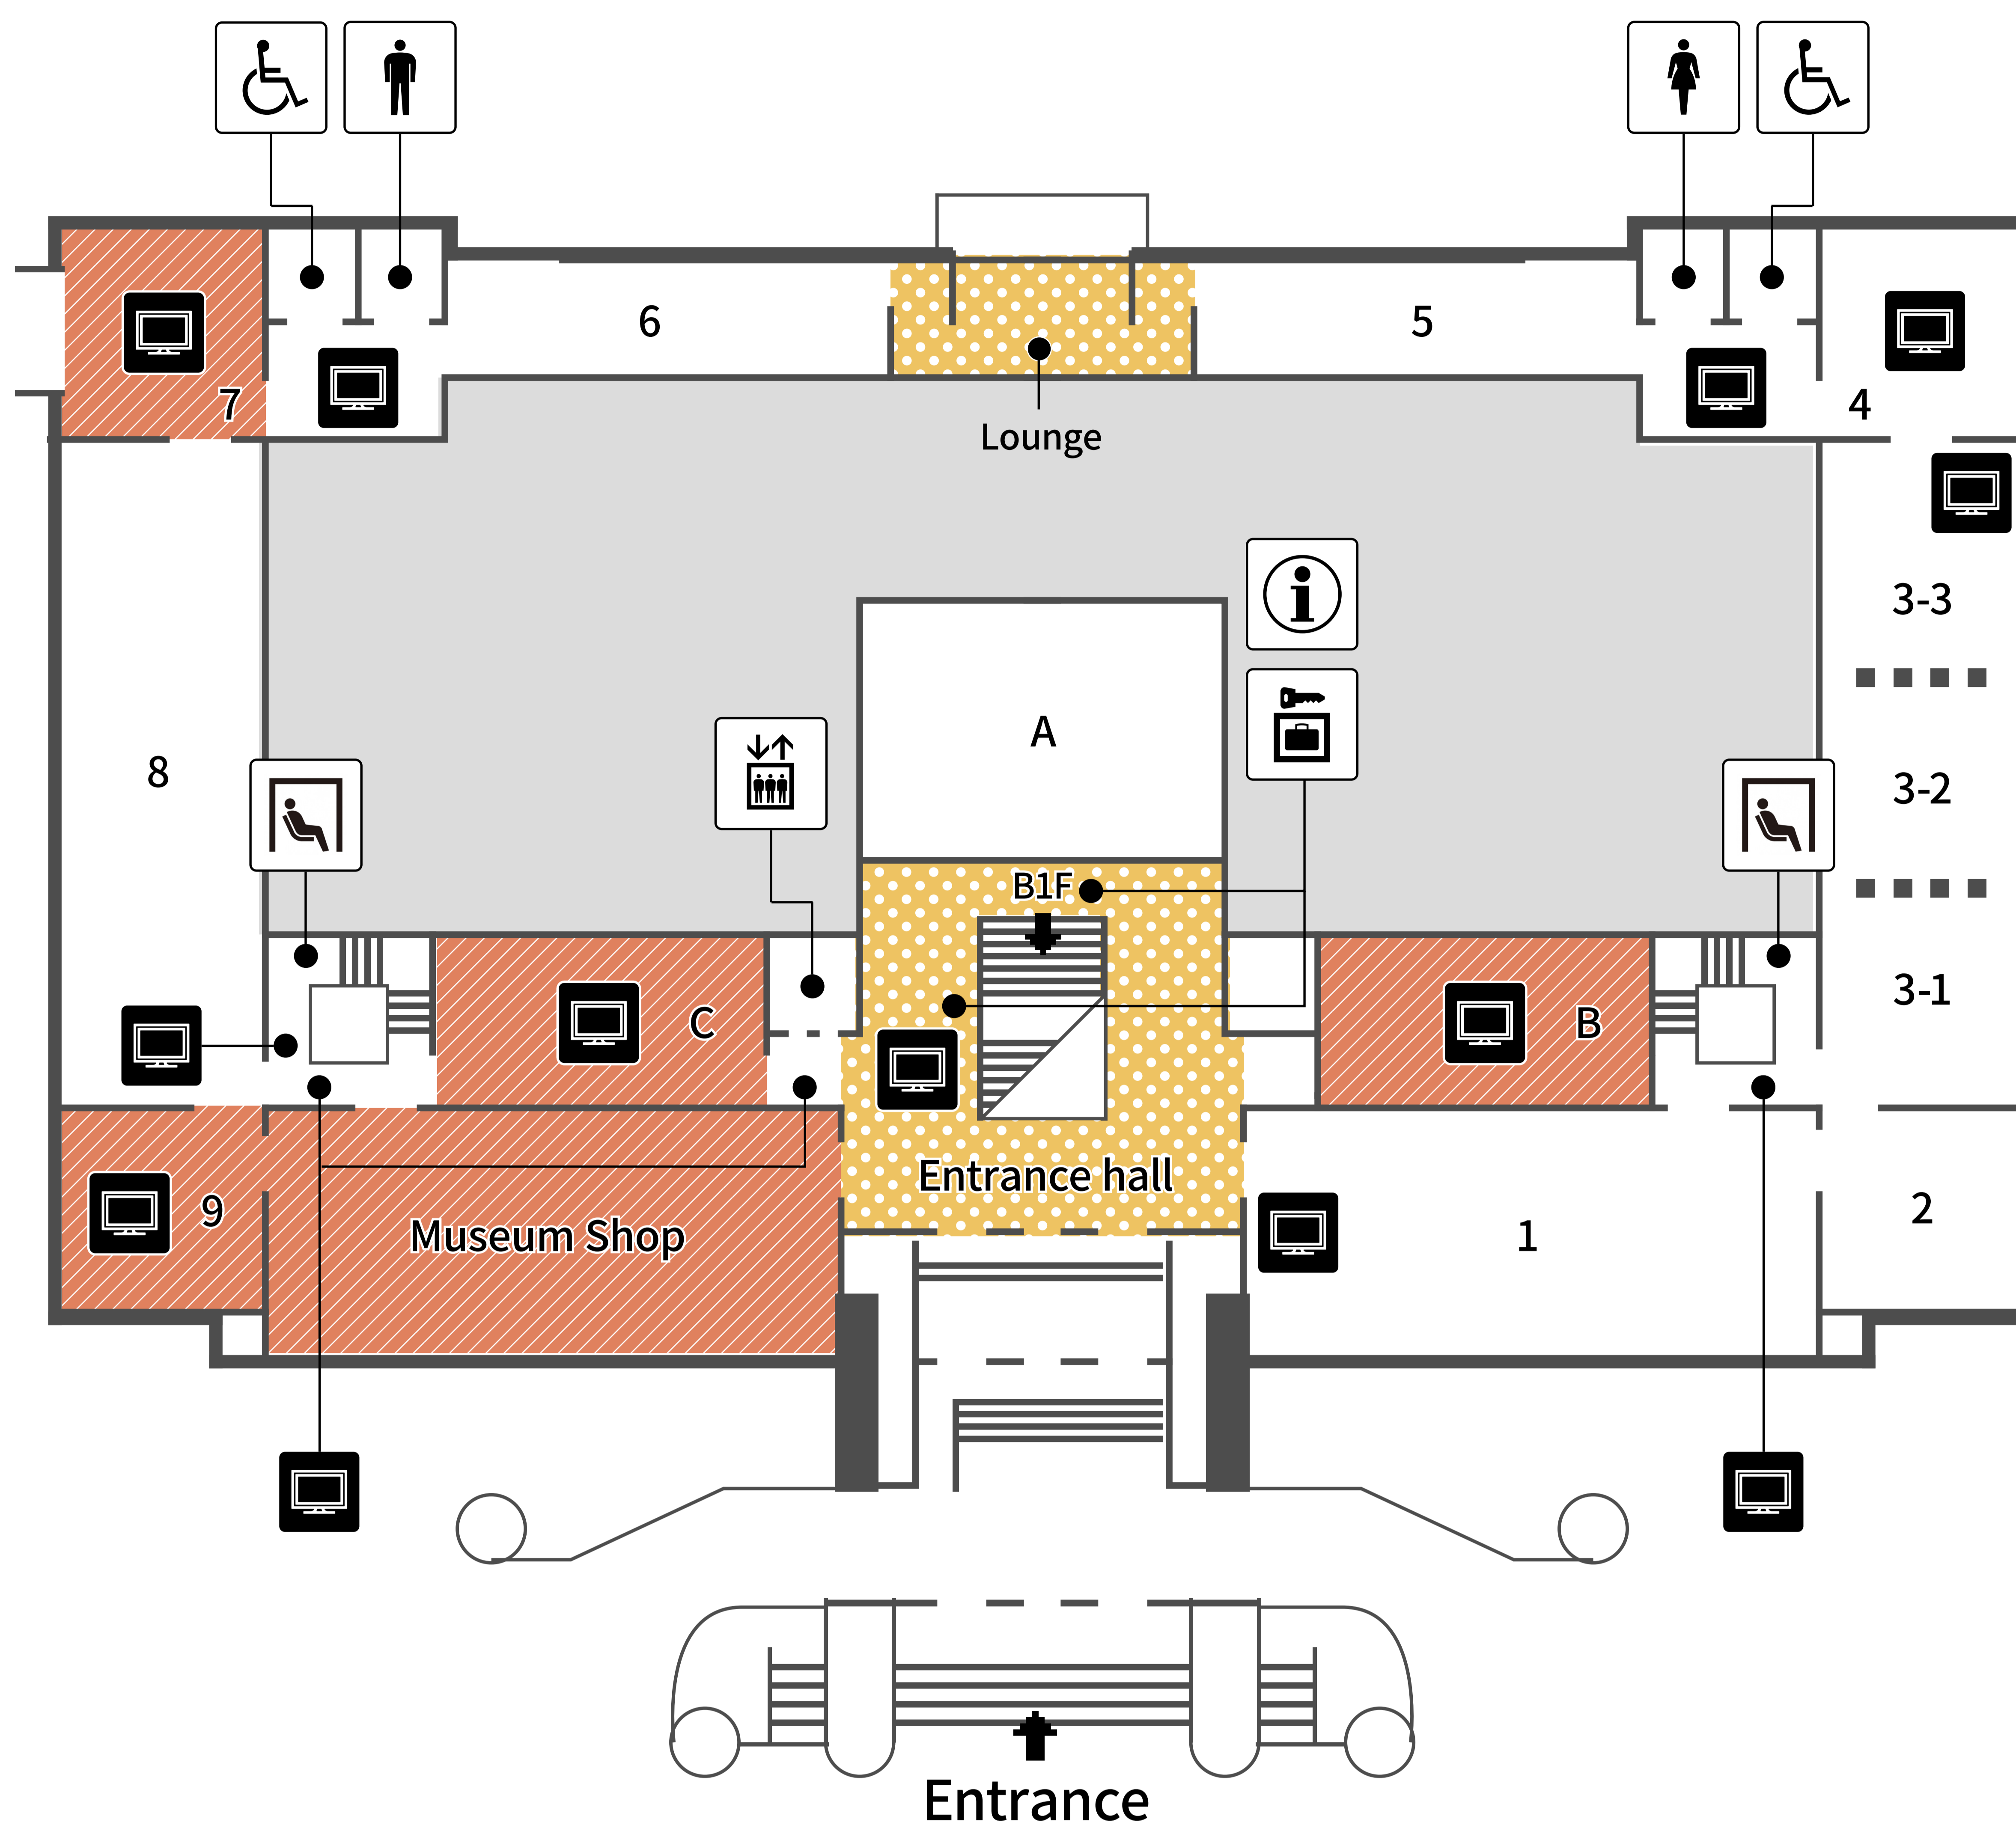 6
5
7
4
Lounge
3-3
A
8
3-2
B1F
3-1
C
B
Entrance hall
9
Museum Shop
1
2
Entrance